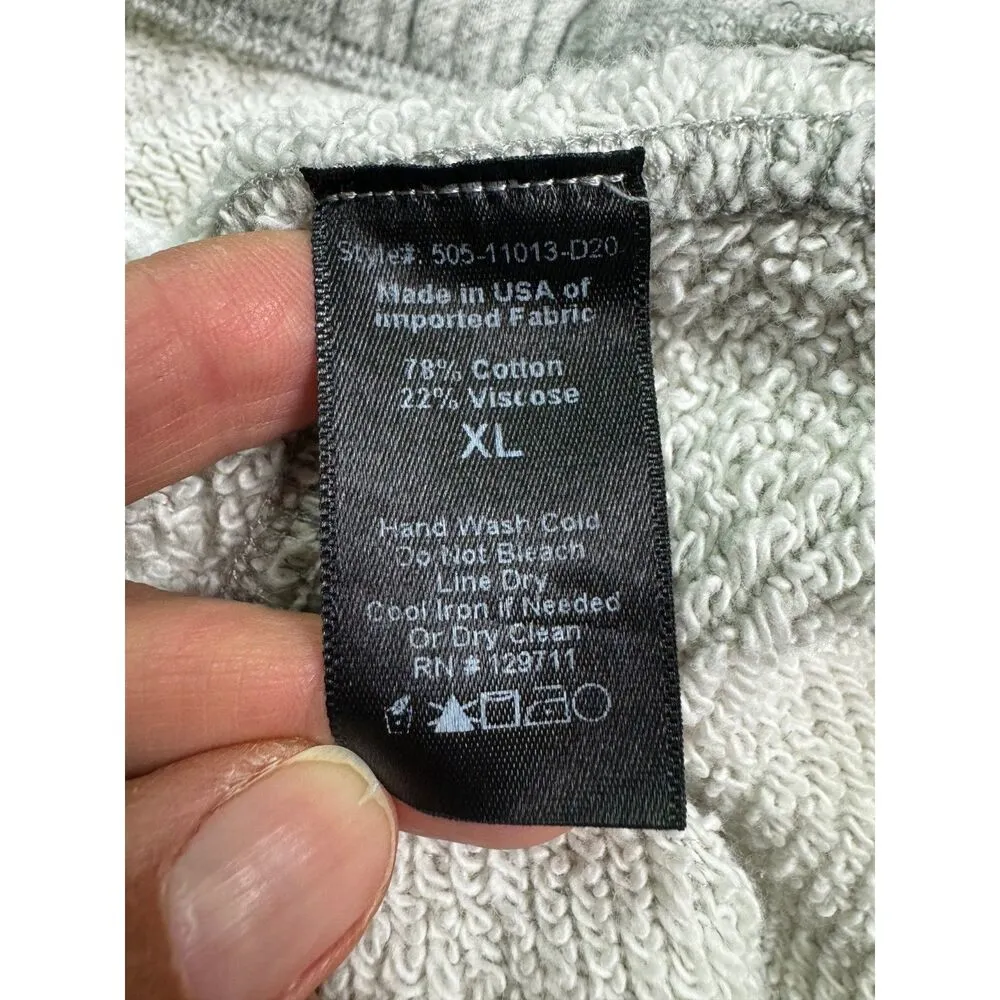 Style#: 505-11013-D20
Made in USA of
Imported Fabric
78% Cotton
22% Viscose
XL
Hand Wash Cold
Do Not Bleach
Line Dry
Cool Iron if Needed
Or Dry Clean
RN # 129711